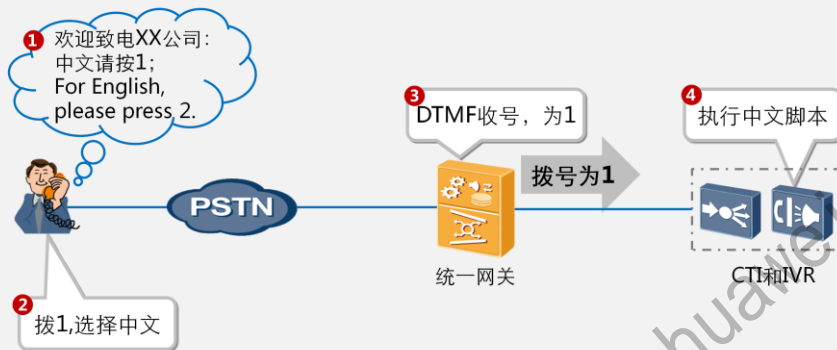 1
欢迎致电XX公司：
中文请按1；
For English,
please press 2.
3
DTMF收号，为1
4
执行中文脚本
拨号为1
PSTN
统一网关
CTI和IVR
2
拨1,选择中文
huawei